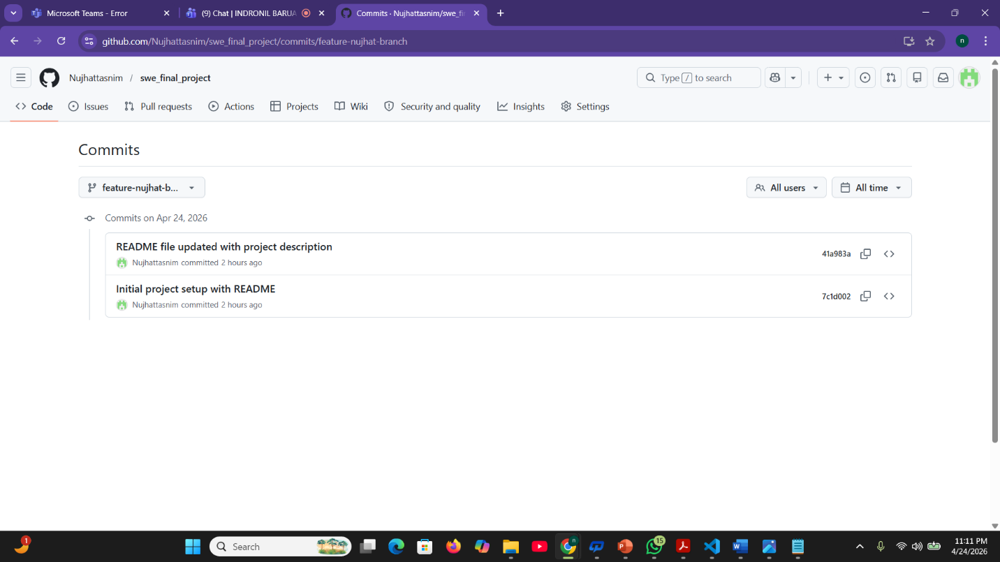 Microsoft Teams - Error
(9) Chat | INDRONIL BARUA
Commits · Nujhattasnim/swe_fi
github.com/Nujhattasnim/swe_final_project/commits/feature-nujhat-branch
n
Nujhattasnim / swe_final_project
Type / to search
Code
Issues
Pull requests
Actions
Projects
Wiki
Security and quality
Insights
Settings
Commits
feature-nujhat-b...
All users
All time
Commits on Apr 24, 2026
README file updated with project description
41a983a
Nujhattasnim committed 2 hours ago
Initial project setup with README
7c1d002
Nujhattasnim committed 2 hours ago
1
Search
n
15
11:11 PM
4/24/2026